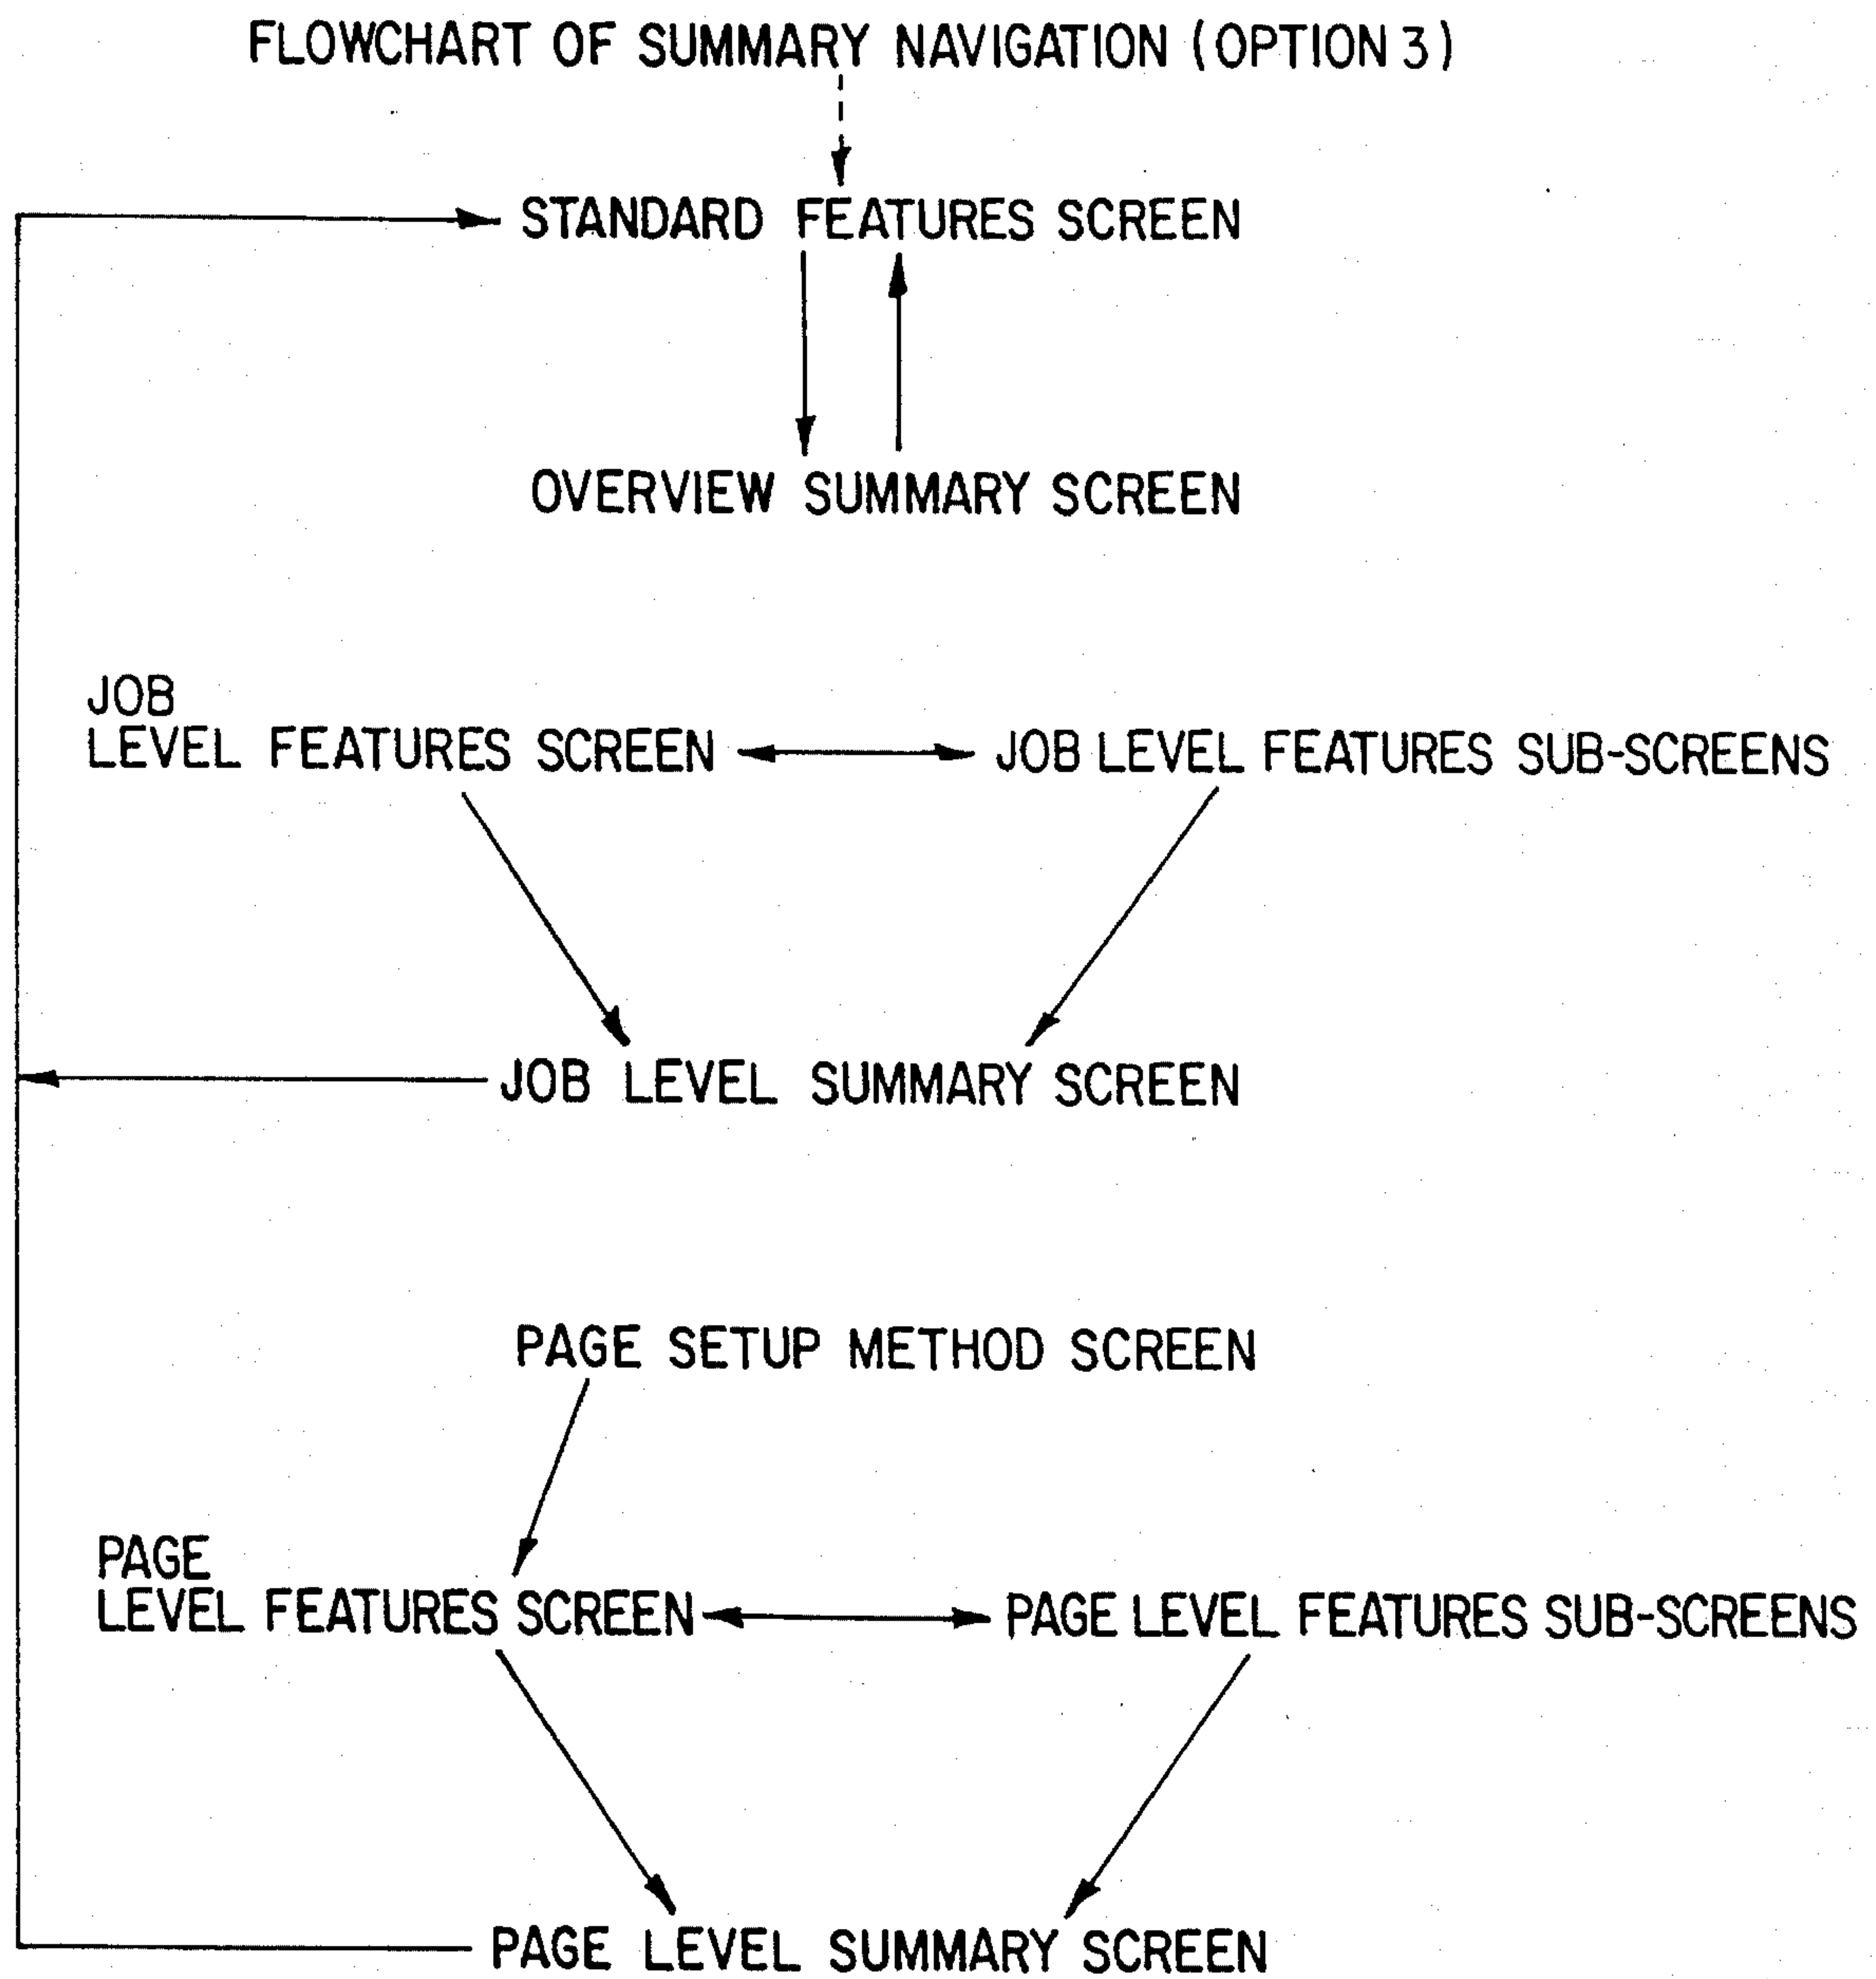 FLOWCHART OF SUMMARY NAVIGATION (OPTION 3)
STANDARD FEATURES SCREEN
OVERVIEW SUMMARY SCREEN
JOB
LEVEL FEATURES SCREEN
JOB LEVEL FEATURES SUB-SCREENS
JOB LEVEL SUMMARY SCREEN
PAGE SETUP METHOD SCREEN
PAGE
LEVEL FEATURES SCREEN
PAGE LEVEL FEATURES SUB-SCREENS
PAGE LEVEL SUMMARY SCREEN